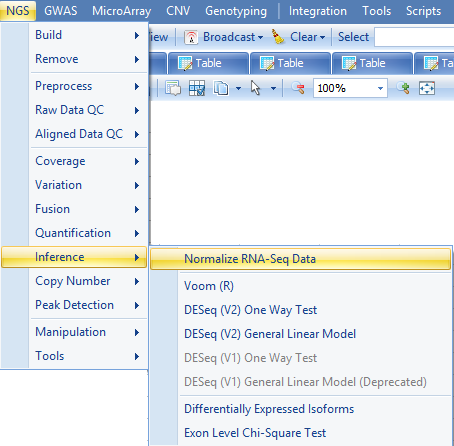 NGS GWAS MicroArray CNV Genotyping Integration Tools Scripts
Build
iew Broadcast Clear Select
Remove
Table Table Table Tab
Preprocess
100%
Raw Data QC
Aligned Data QC
Coverage
Variation
Fusion
Quantification
Inference
Copy Number
Peak Detection
Manipulation
Tools
Normalize RNA-Seq Data
Voom (R)
DESeq (V2) One Way Test
DESeq (V2) General Linear Model
DESeq (V1) One Way Test
DESeq (V1) General Linear Model (Deprecated)
Differentially Expressed Isoforms
Exon Level Chi-Square Test